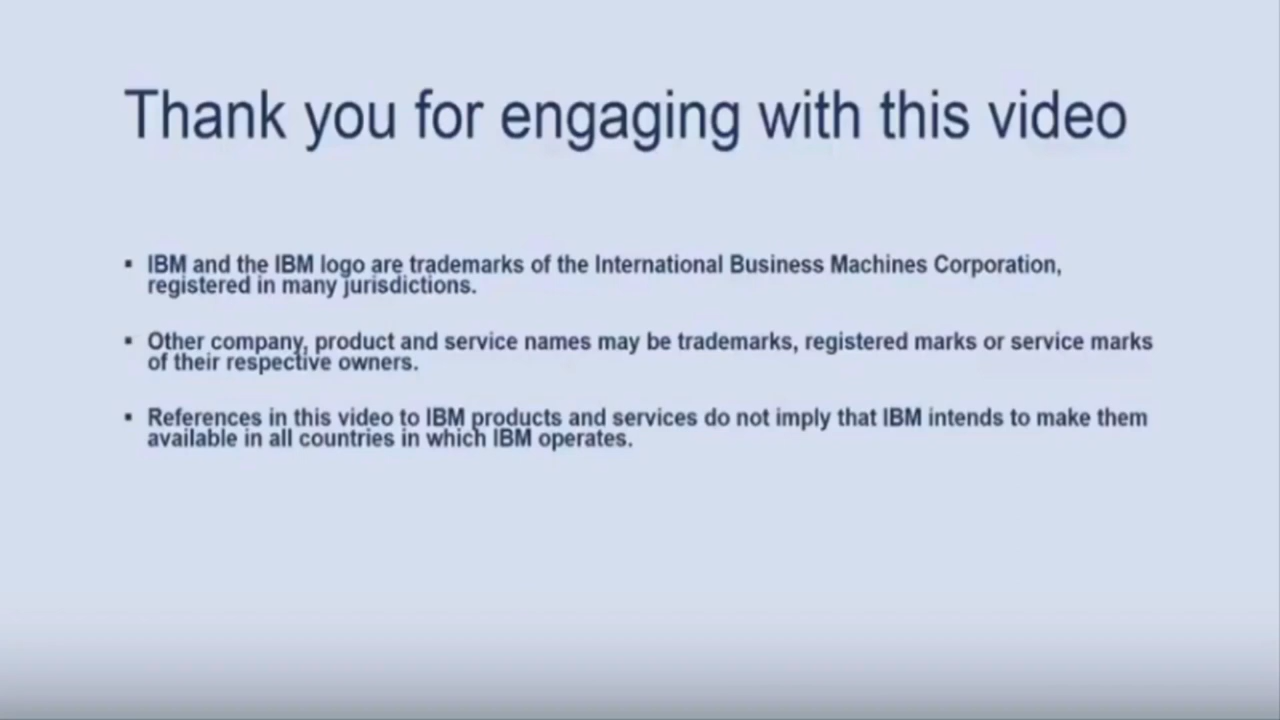 Thank you for engaging with this video
▪ IBM and the IBM logo are trademarks of the International Business Machines Corporation,
registered in many jurisdictions.
▪ Other company, product and service names may be trademarks, registered marks or service marks
of their respective owners.
▪ References in this video to IBM products and services do not imply that IBM intends to make them
available in all countries in which IBM operates.